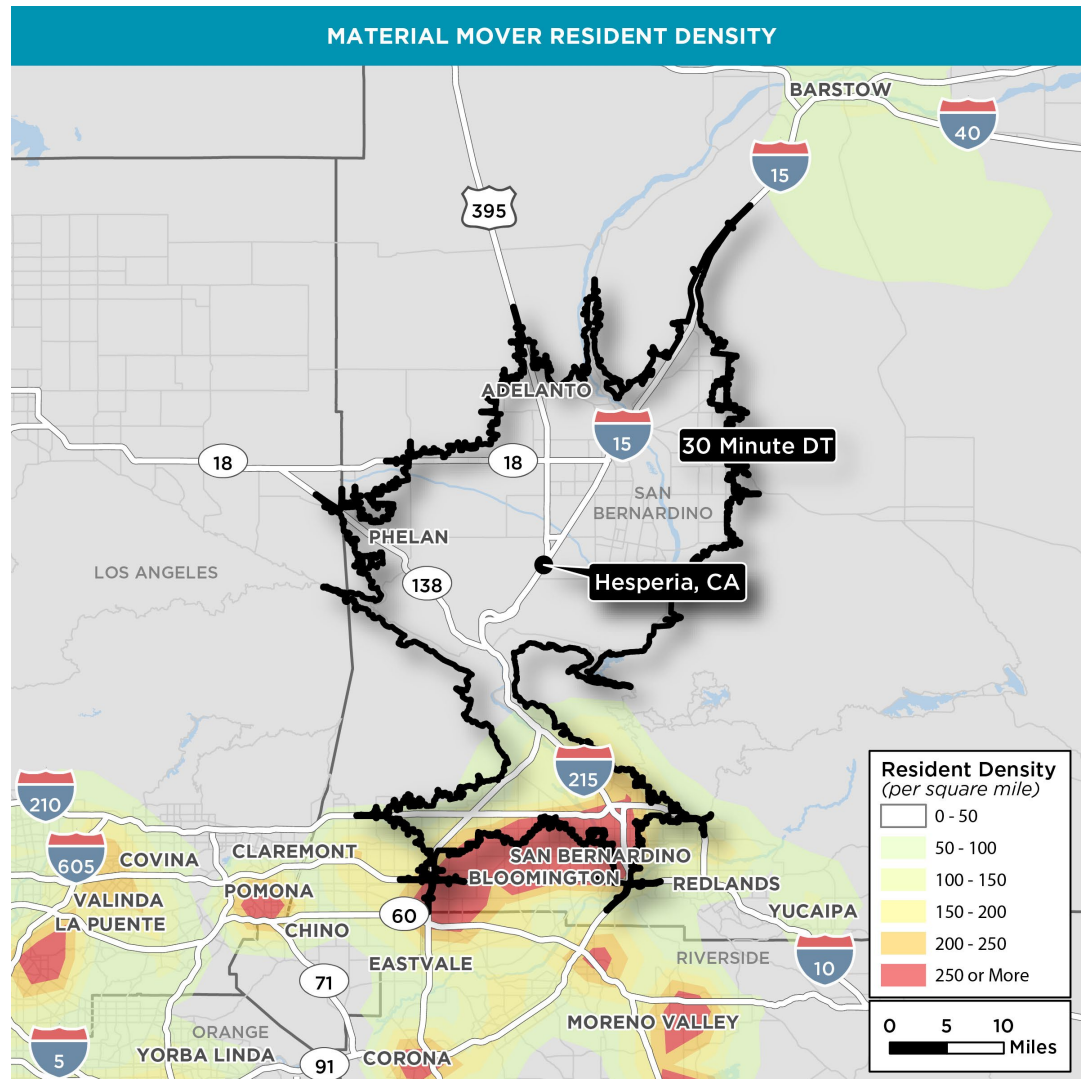 MATERIAL MOVER RESIDENT DENSITY
BARSTOW
40
15
395
ADELANTO
15
30 Minute DT
18
18
SAN
BERNARDINO
PHELAN
LOS ANGELES
138
Hesperia, CA
215
Resident Density
(per square mile)
0 - 50
50 - 100
100 - 150
150 - 200
200 - 250
250 or More
210
605
COVINA
CLAREMONT
SAN BERNARDINO
BLOOMINGTON
REDLANDS
VALINDA
POMONA
LA PUENTE
60
YUCAIPA
CHINO
EASTVALE
RIVERSIDE
10
71
MORENO VALLEY
0 5 10
Miles
ORANGE
5
YORBA LINDA
91
CORONA